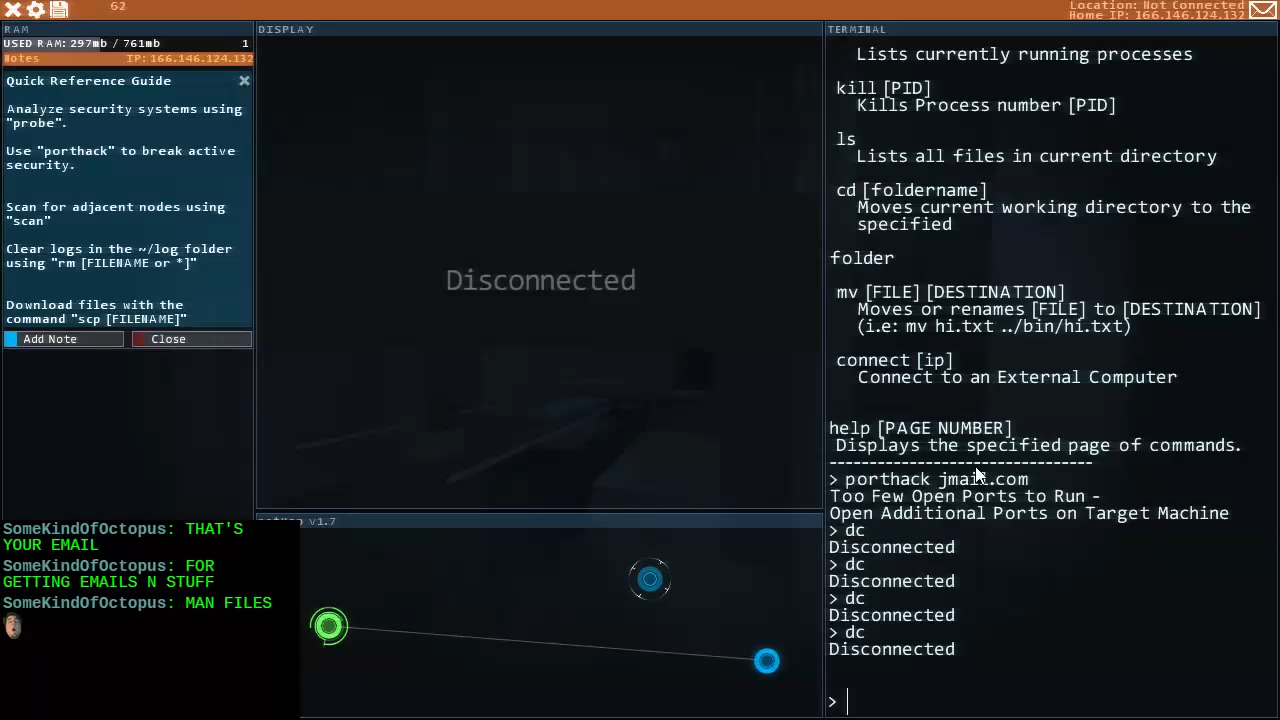 62
Location: Not Connected
Home IP: 166.146.124.132
RAM
USED RAM: 297mb / 761mb
1
Notes
IP: 166.146.124.132
Quick Reference Guide
Analyze security systems using
"probe".
Use "porthack" to break active
security.
Scan for adjacent nodes using
"scan"
Clear logs in the ~/log folder
using "rm [FILENAME or *]"
Download files with the
command "scp [FILENAME]"
Add Note
Close
SomeKindOfOctopus: THAT'S
YOUR EMAIL
SomeKindOfOctopus: FOR
GETTING EMAILS N STUFF
SomeKindOfOctopus: MAN FILES
DISPLAY
Disconnected
v1.7
TERMINAL
Lists currently running processes
kill [PID]
Kills Process number [PID]
ls
Lists all files in current directory
cd [foldername]
Moves current working directory to the
specified
folder
mv [FILE] [DESTINATION]
Moves or renames [FILE] to [DESTINATION]
(i.e: mv hi.txt ../bin/hi.txt)
connect [ip]
Connect to an External Computer
help [PAGE NUMBER]
Displays the specified page of commands.
---------------------------------
> porthack jmail.com
Too Few Open Ports to Run -
Open Additional Ports on Target Machine
> dc
Disconnected
> dc
Disconnected
> dc
Disconnected
> dc
Disconnected
>